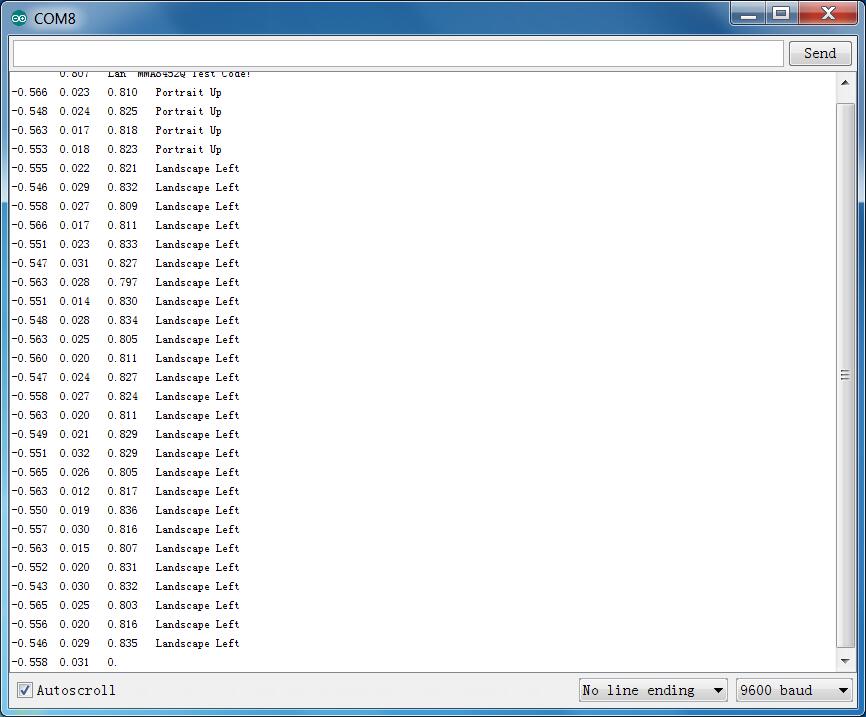 COM8
Send
0.807 Lan MMA8452Q Test Code!
-0.566 0.023 0.810 Portrait Up
-0.548 0.024 0.825 Portrait Up
-0.563 0.017 0.818 Portrait Up
-0.553 0.018 0.823 Portrait Up
-0.555 0.022 0.821 Landscape Left
-0.546 0.029 0.832 Landscape Left
-0.558 0.027 0.809 Landscape Left
-0.566 0.017 0.811 Landscape Left
-0.551 0.023 0.833 Landscape Left
-0.547 0.031 0.827 Landscape Left
-0.563 0.028 0.797 Landscape Left
-0.551 0.014 0.830 Landscape Left
-0.548 0.028 0.834 Landscape Left
-0.563 0.025 0.805 Landscape Left
-0.560 0.020 0.811 Landscape Left
-0.547 0.024 0.827 Landscape Left
-0.558 0.027 0.824 Landscape Left
-0.563 0.020 0.811 Landscape Left
-0.549 0.021 0.829 Landscape Left
-0.551 0.032 0.829 Landscape Left
-0.565 0.026 0.805 Landscape Left
-0.563 0.012 0.817 Landscape Left
-0.550 0.019 0.836 Landscape Left
-0.557 0.030 0.816 Landscape Left
-0.563 0.015 0.807 Landscape Left
-0.552 0.020 0.831 Landscape Left
-0.543 0.030 0.832 Landscape Left
-0.565 0.025 0.803 Landscape Left
-0.556 0.020 0.816 Landscape Left
-0.546 0.029 0.835 Landscape Left
-0.558 0.031 0.
Autoscroll
No line ending
9600 baud